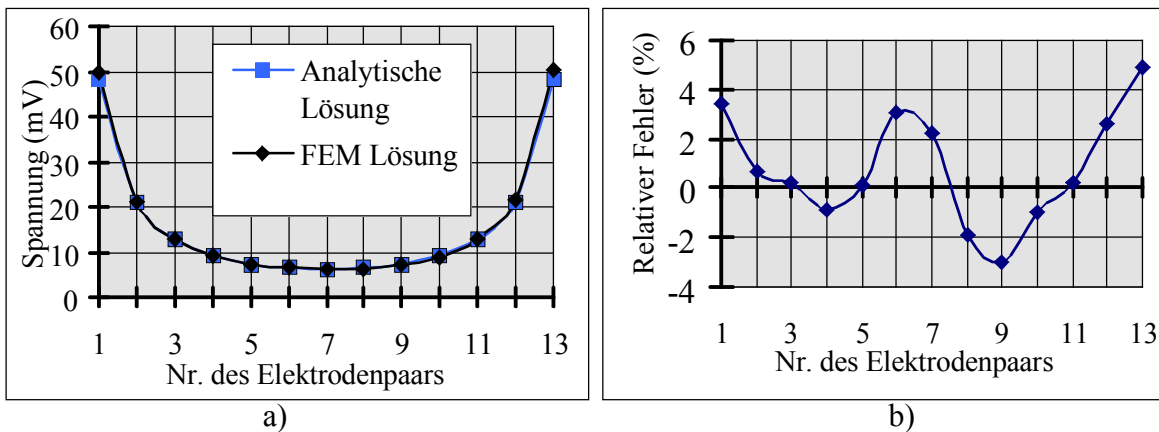 60
50
40
30
20
10
0
Spannung (mV)
Analytische
Lösung
FEM Lösung
1 3 5 7 9 11 13
Nr. des Elektrodenpaars
a)
6
4
2
0
-2
-4
Relativer Fehler (%)
1 3 5 7 9 11 13
Nr. des Elektrodenpaars
b)